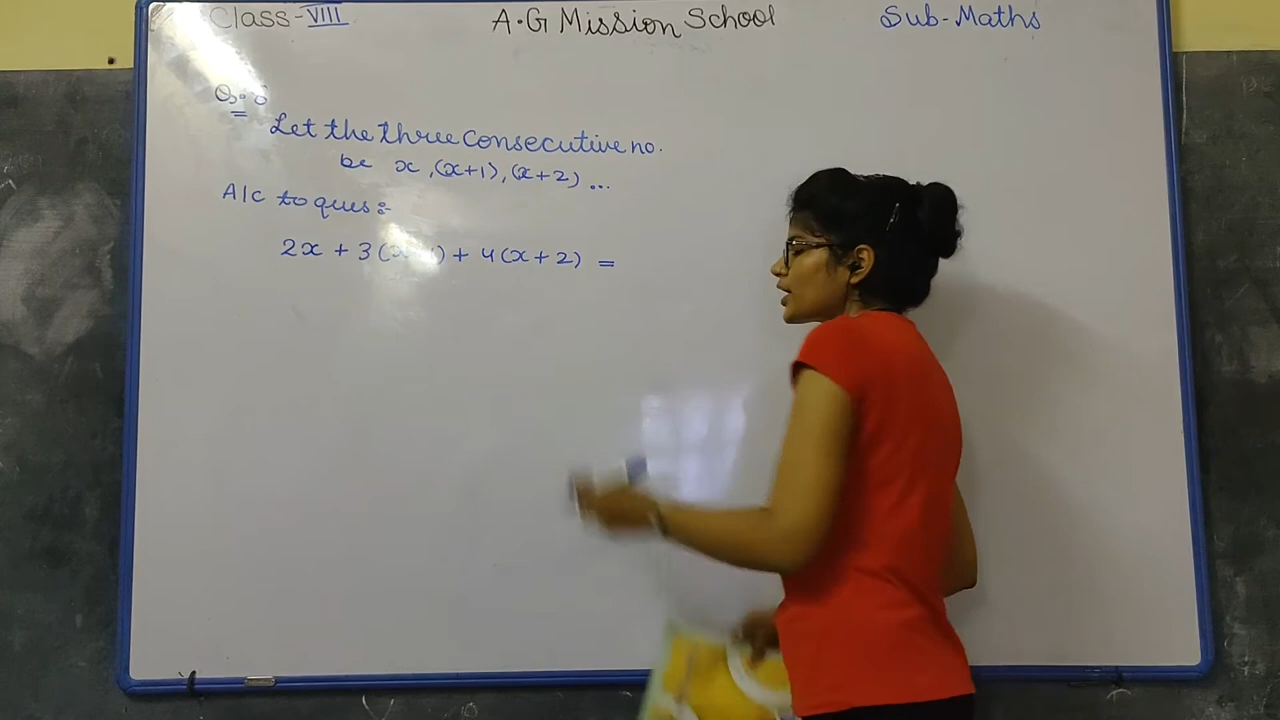 Class-VIII A.G Mission School Sub-Maths
Let the three consecutive no.
be x, (x+1), (x+2) ...
A/c to ques:-
2x + 3(x+1) + 4(x+2) =